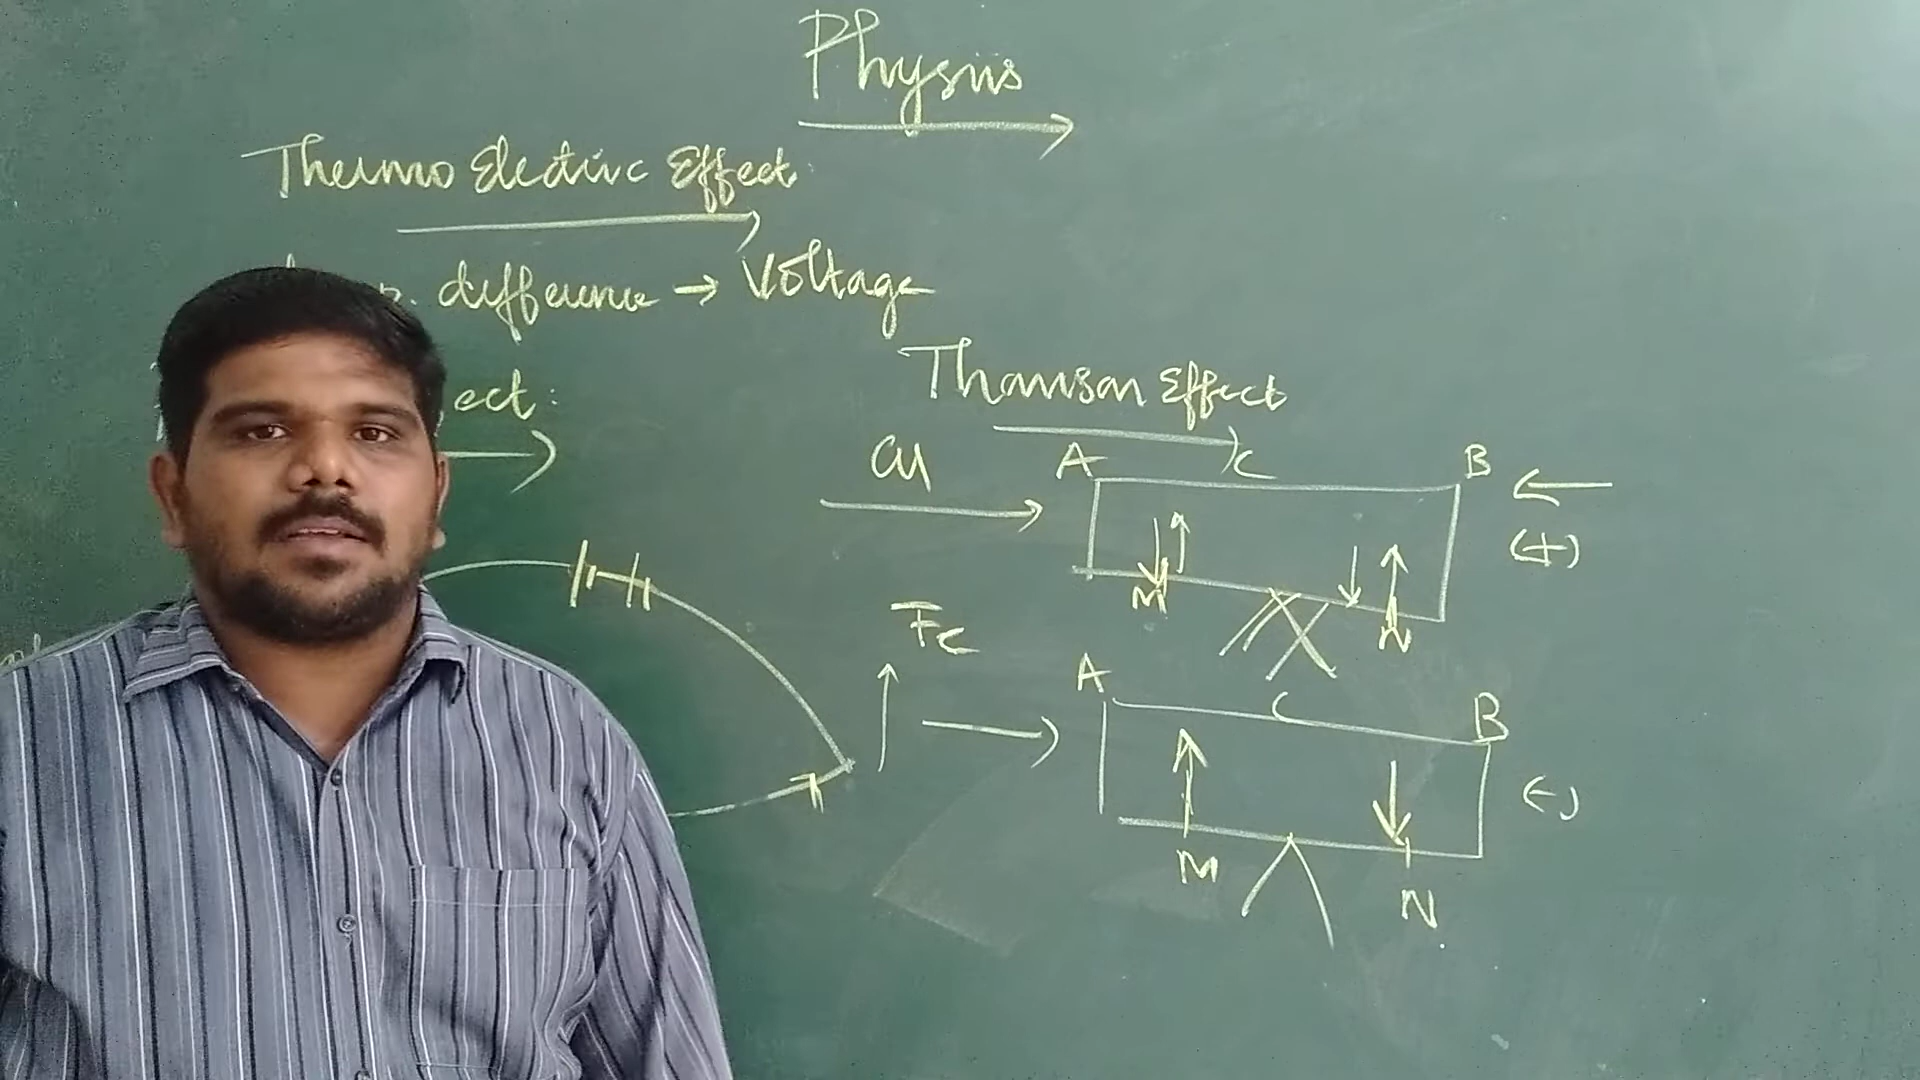 Physics
Thermo Electric Effect:
p. difference → Voltage
ect:
Thomson Effect
Cu
A C B
(+)
M N
Fe
A C B
(-)
M N